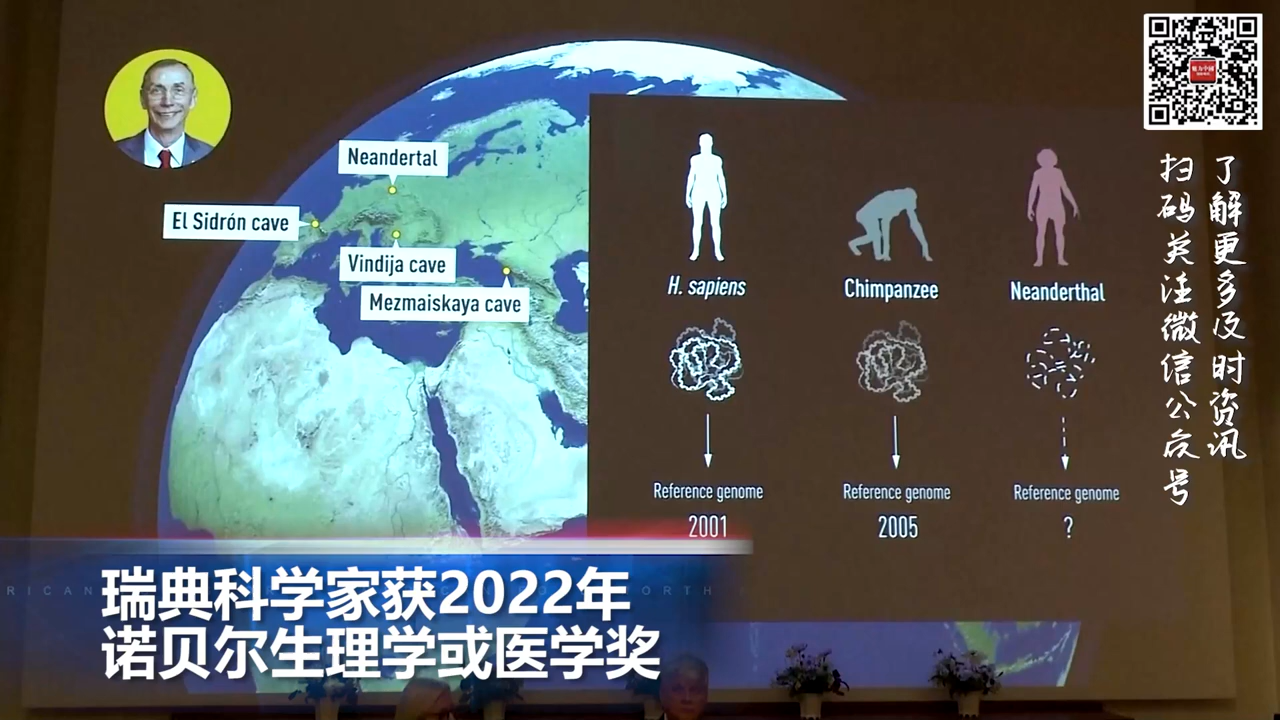 Neandertal
El Sidrón cave
Vindija cave
Mezmaiskaya cave
H. sapiens
Chimpanzee
Neanderthal
Reference genome
2001
Reference genome
2005
Reference genome
?
了解更多及时资讯
扫码关注微信公众号
瑞典科学家获2022年
诺贝尔生理学或医学奖